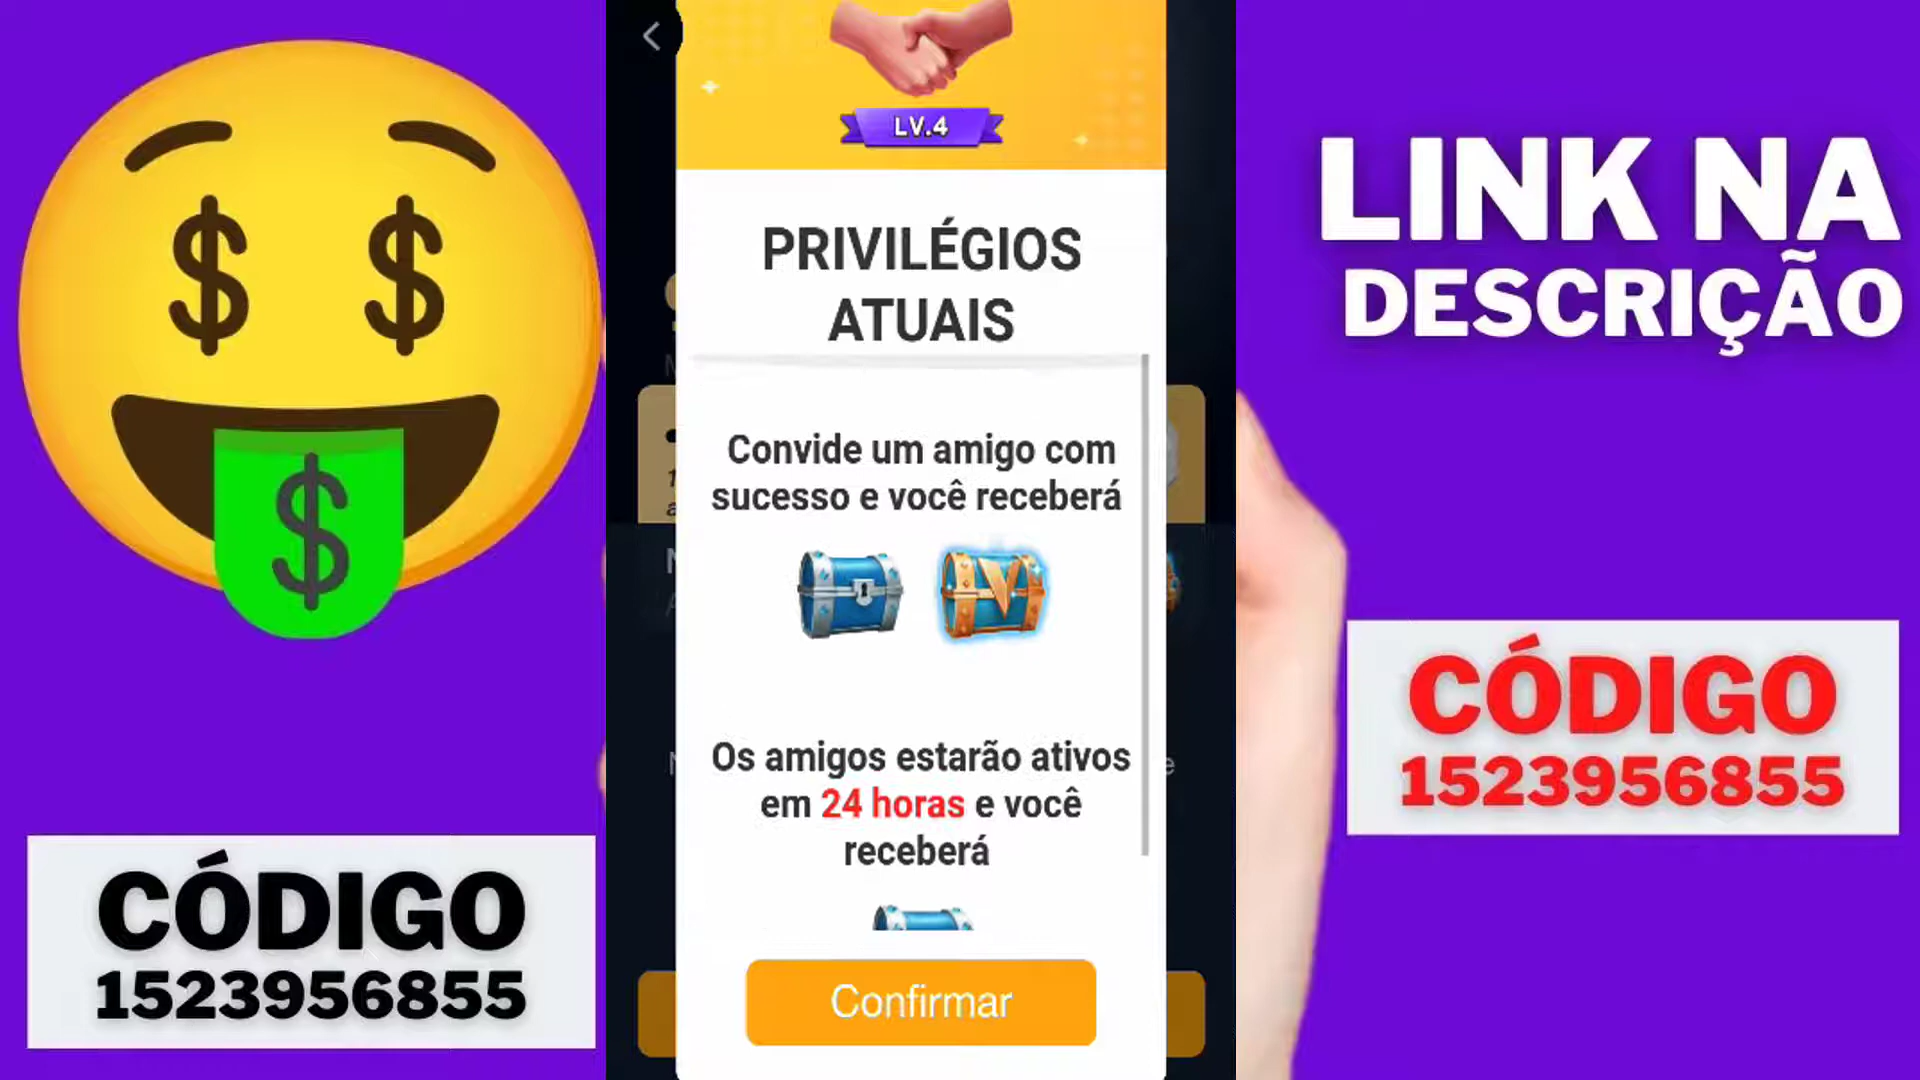 LV.4
PRIVILÉGIOS
ATUAIS
Convide um amigo com
sucesso e você receberá
Os amigos estarão ativos
em 24 horas e você
receberá
Confirmar
LINK NA
DESCRIÇÃO
CÓDIGO
1523956855
CÓDIGO
1523956855